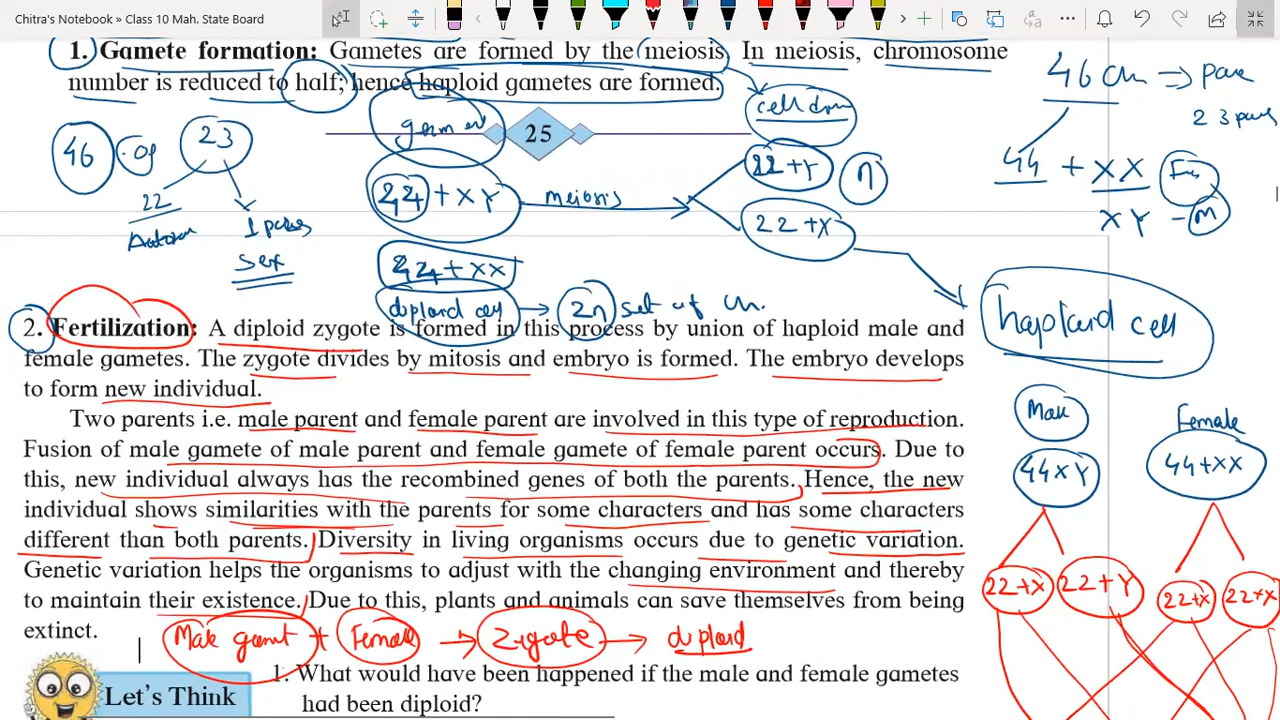 Chitra's Notebook » Class 10 Mah. State Board
1. Gamete formation: Gametes are formed by the meiosis. In meiosis, chromosome
number is reduced to half; hence haploid gametes are formed.
46 Ch ⇒
23 pairs
cell
25
46
23
22
1
sex
44 + XY meiosis
22 + Y
n
22 + X
44 + XX
XY - m
44 + XX
diploid cell → 2n set of ch.
haploid cell
2. Fertilization: A diploid zygote is formed in this process by union of haploid male and
female gametes. The zygote divides by mitosis and embryo is formed. The embryo develops
to form new individual.
Two parents i.e. male parent and female parent are involved in this type of reproduction.
Fusion of male gamete of male parent and female gamete of female parent occurs. Due to
this, new individual always has the recombined genes of both the parents. Hence, the new
individual shows similarities with the parents for some characters and has some characters
different than both parents. Diversity in living organisms occurs due to genetic variation.
Genetic variation helps the organisms to adjust with the changing environment and thereby
to maintain their existence. Due to this, plants and animals can save themselves from being
extinct.
Male
Female
44XY
44+XX
22+X
22+Y
22+X
22+X
Male gamet + Female → Zygote → diploid
Let's Think
1. What would have been happened if the male and female gametes
had been diploid?